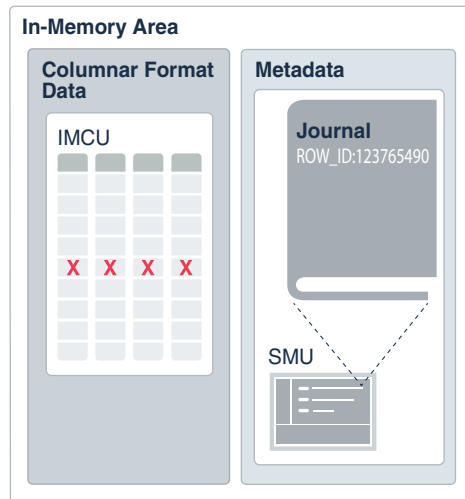 In-Memory Area
Columnar Format
Data
IMCU
X X X X
Metadata
Journal
ROW_ID:123765490
SMU